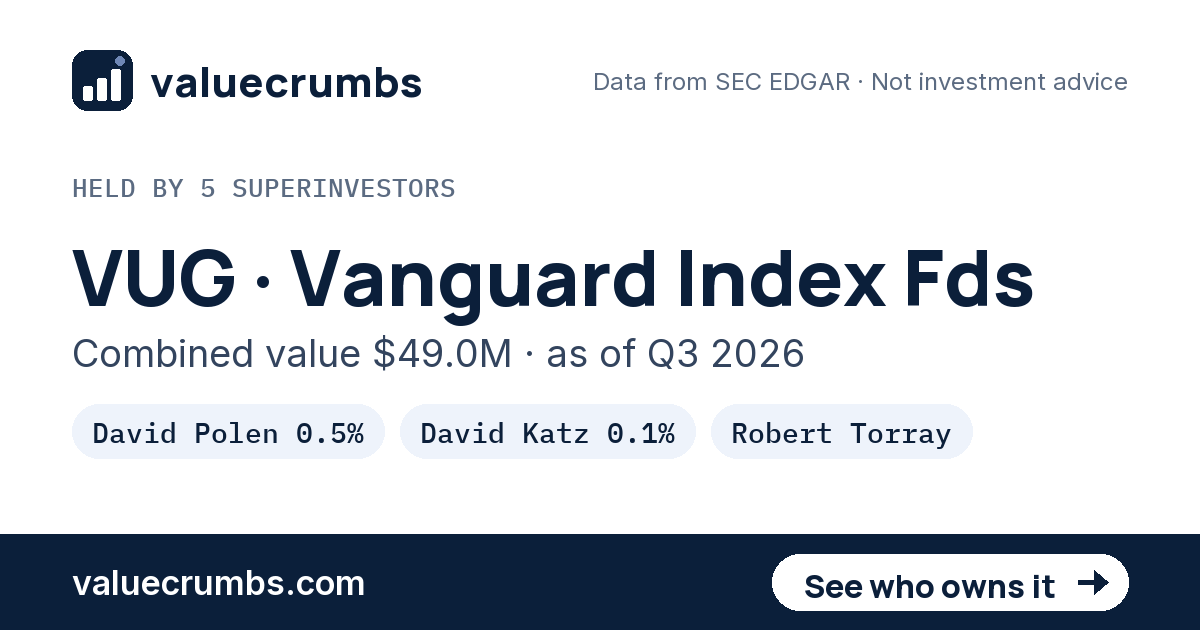 valuecrumbs
Data from SEC EDGAR · Not investment advice
HELD BY 5 SUPERINVESTORS
VUG · Vanguard Index Fds
Combined value $49.0M · as of Q3 2026
David Polen 0.5% David Katz 0.1% Robert Torray
valuecrumbs.com
See who owns it →